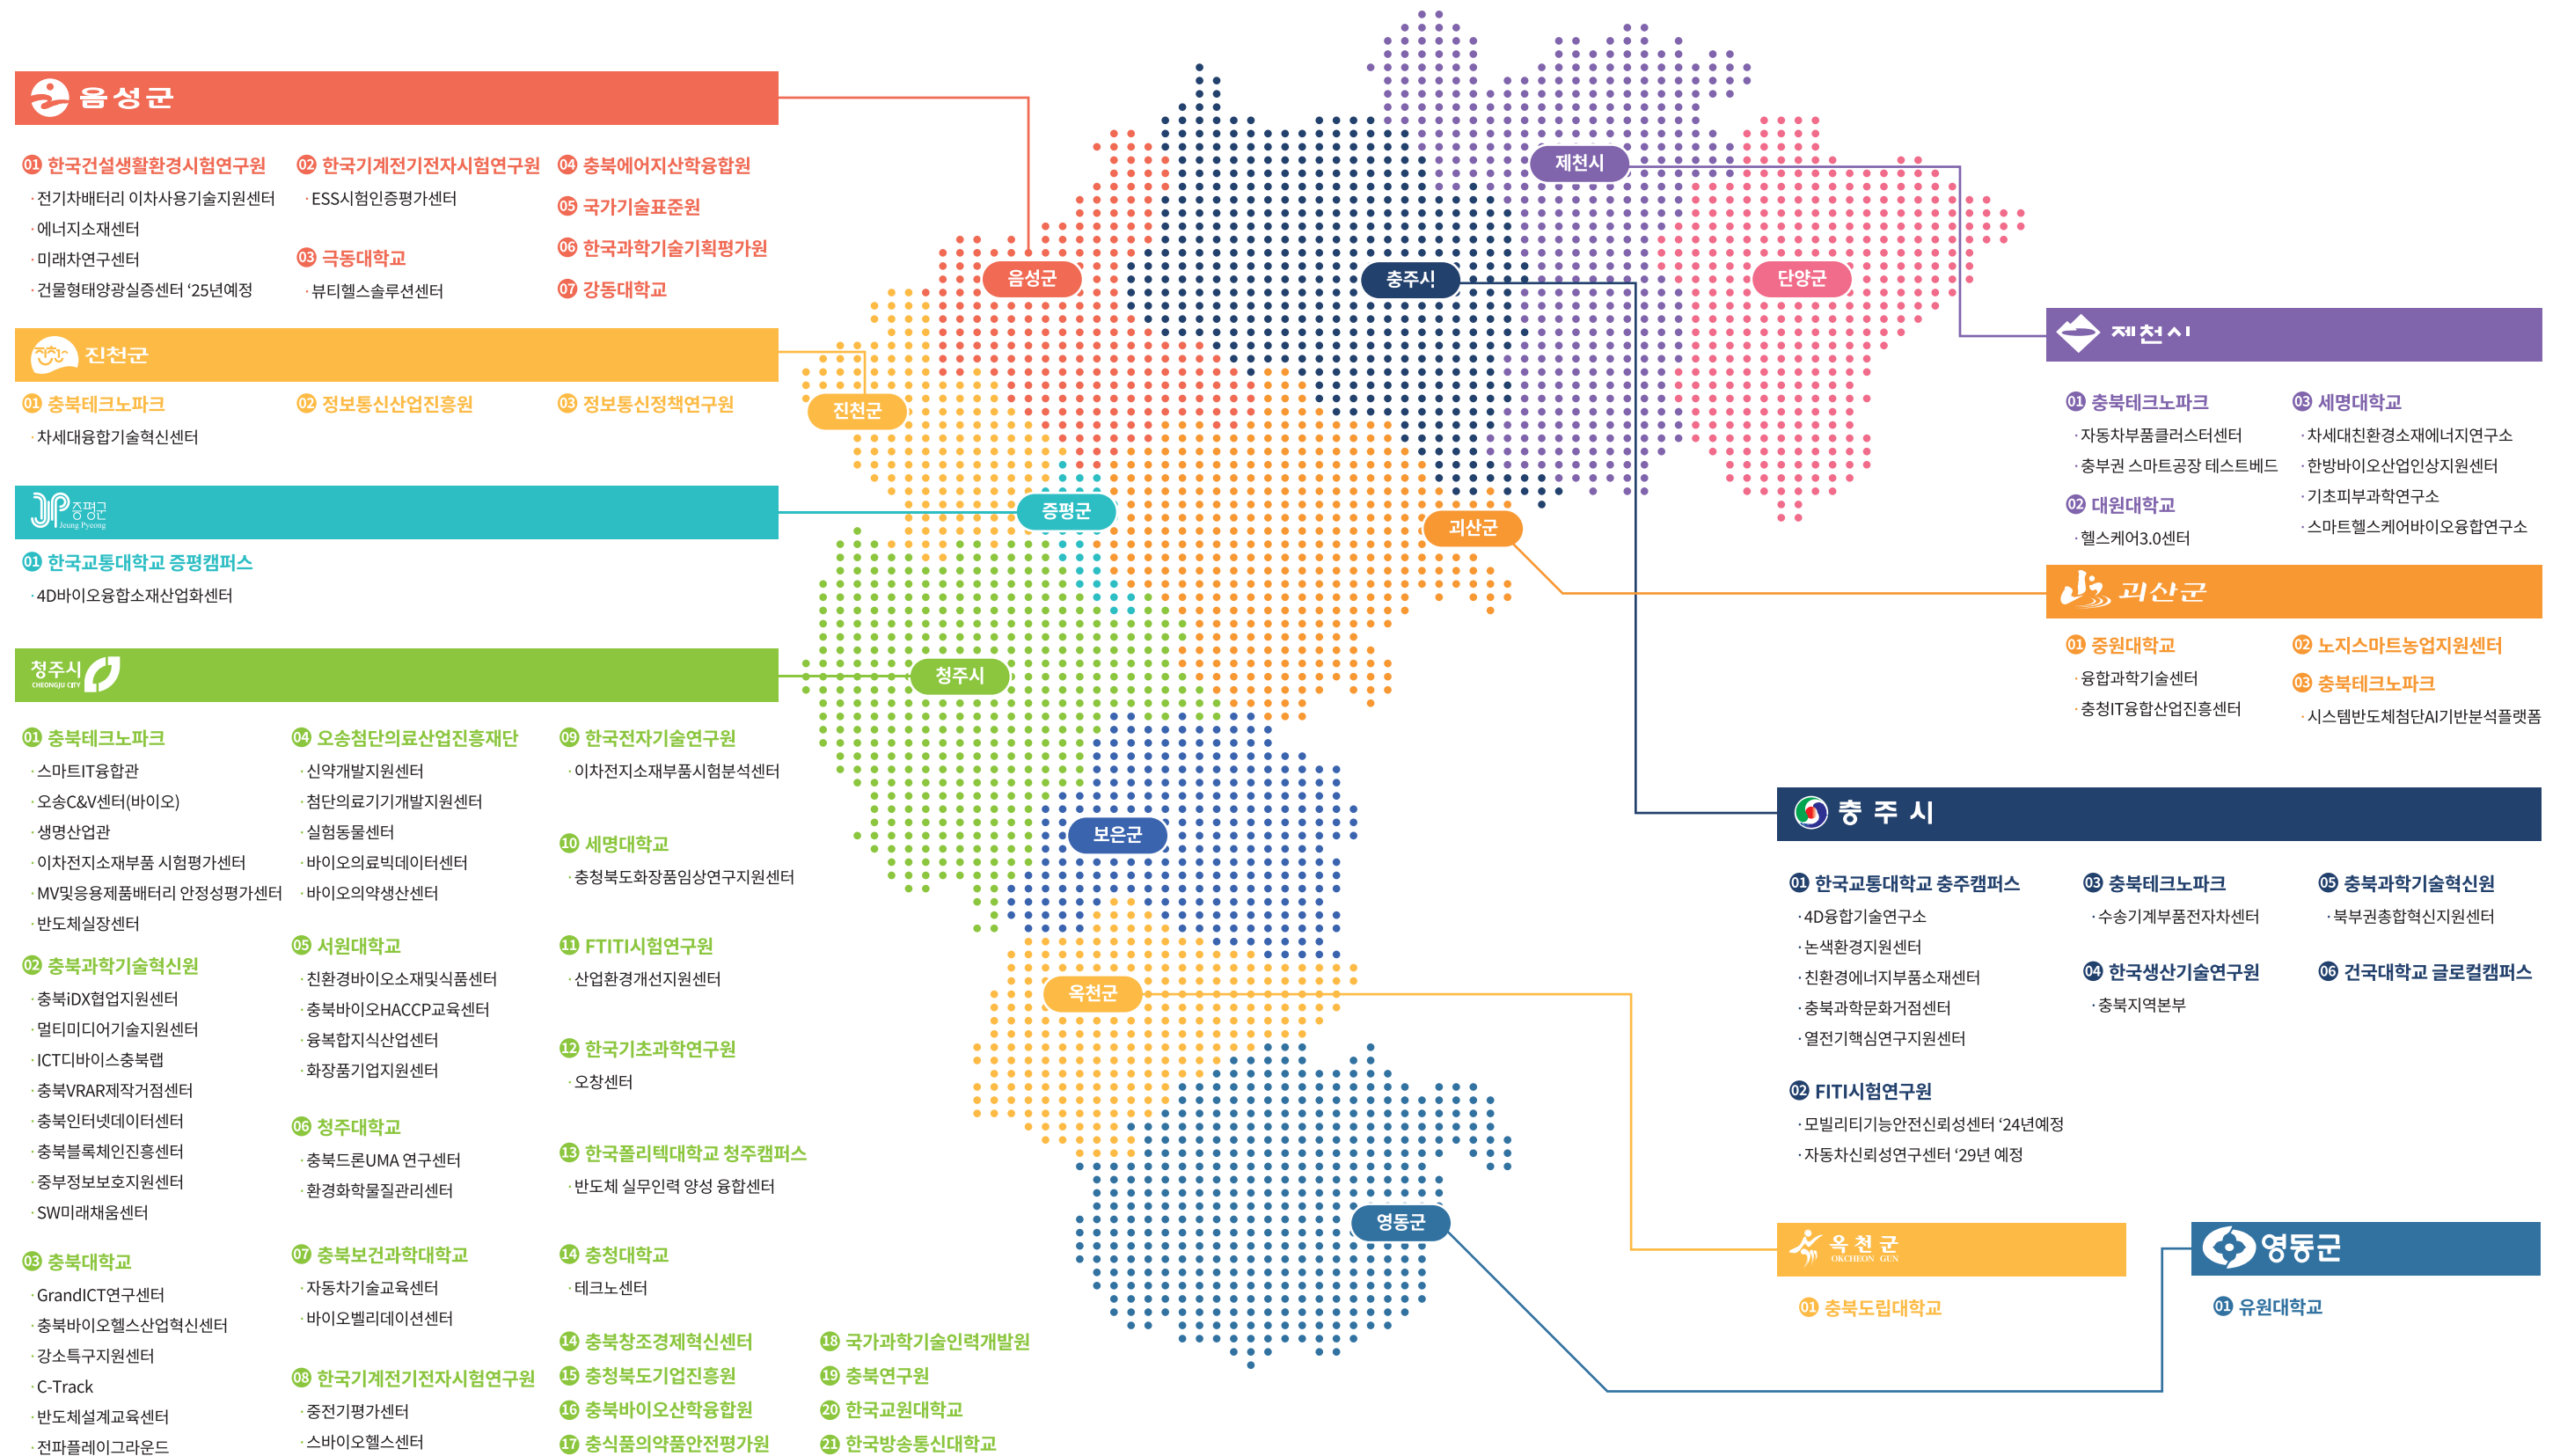 음성군
01 한국건설생활환경시험연구원
· 전기차배터리 이차사용기술지원센터
· 에너지소재센터
· 미래차연구센터
· 건물형태양광실증센터 ‘25년예정
02 한국기계전기전자시험연구원
· ESS시험인증평가센터
03 극동대학교
· 뷰티헬스솔루션센터
04 충북에어지산학융합원
05 국가기술표준원
06 한국과학기술기획평가원
07 강동대학교
진천군
01 충북테크노파크
· 차세대융합기술혁신센터
02 정보통신산업진흥원
03 정보통신정책연구원
증평군
Jeung Pyeong
01 한국교통대학교 증평캠퍼스
· 4D바이오융합소재산업화센터
청주시
CHEONGJU CITY
01 충북테크노파크
· 스마트IT융합관
· 오송C&V센터(바이오)
· 생명산업관
· 이차전지소재부품 시험평가센터
· MV및응용제품배터리 안정성평가센터
· 반도체실장센터
02 충북과학기술혁신원
· 충북iDX협업지원센터
· 멀티미디어기술지원센터
· ICT디바이스충북랩
· 충북VRAR제작거점센터
· 충북인터넷데이터센터
· 충북블록체인진흥센터
· 중부정보보호지원센터
· SW미래채움센터
03 충북대학교
· GrandICT연구센터
· 충북바이오헬스산업혁신센터
· 강소특구지원센터
· C-Track
· 반도체설계교육센터
· 전파플레이그라운드
04 오송첨단의료산업진흥재단
· 신약개발지원센터
· 첨단의료기기개발지원센터
· 실험동물센터
· 바이오의료빅데이터센터
· 바이오의약생산센터
05 서원대학교
· 친환경바이오소재및식품센터
· 충북바이오HACCP교육센터
· 융복합지식산업센터
· 화장품기업지원센터
06 청주대학교
· 충북드론UMA 연구센터
· 환경화학물질관리센터
07 충북보건과학대학교
· 자동차기술교육센터
· 바이오벨리데이션센터
08 한국기계전기전자시험연구원
· 중전기평가센터
· 스바이오헬스센터
09 한국전자기술연구원
· 이차전지소재부품시험분석센터
10 세명대학교
· 충청북도화장품임상연구지원센터
11 FTITI시험연구원
· 산업환경개선지원센터
12 한국기초과학연구원
· 오창센터
13 한국폴리텍대학교 청주캠퍼스
· 반도체 실무인력 양성 융합센터
14 충청대학교
· 테크노센터
14 충북창조경제혁신센터
15 충청북도기업진흥원
16 충북바이오산학융합원
17 충식품의약품안전평가원
18 국가과학기술인력개발원
19 충북연구원
20 한국교원대학교
21 한국방송통신대학교
제천시
충주시
음성군
단양군
진천군
증평군
괴산군
청주시
보은군
옥천군
영동군
제천시
01 충북테크노파크
· 자동차부품클러스터센터
· 충부권 스마트공장 테스트베드
02 대원대학교
· 헬스케어3.0센터
03 세명대학교
· 차세대친환경소재에너지연구소
· 한방바이오산업인상지원센터
· 기초피부과학연구소
· 스마트헬스케어바이오융합연구소
괴산군
01 중원대학교
· 융합과학기술센터
· 충청IT융합산업진흥센터
02 노지스마트농업지원센터
03 충북테크노파크
· 시스템반도체첨단AI기반분석플랫폼
충주시
01 한국교통대학교 충주캠퍼스
· 4D융합기술연구소
· 논색환경지원센터
· 친환경에너지부품소재센터
· 충북과학문화거점센터
· 열전기핵심연구지원센터
02 FITI시험연구원
· 모빌리티기능안전신뢰성센터 ‘24년예정
· 자동차신뢰성연구센터 ‘29년 예정
03 충북테크노파크
· 수송기계부품전자차센터
04 한국생산기술연구원
· 충북지역본부
05 충북과학기술혁신원
· 북부권종합혁신지원센터
06 건국대학교 글로컬캠퍼스
옥천군
OKCHEON GUN
01 충북도립대학교
영동군
01 유원대학교